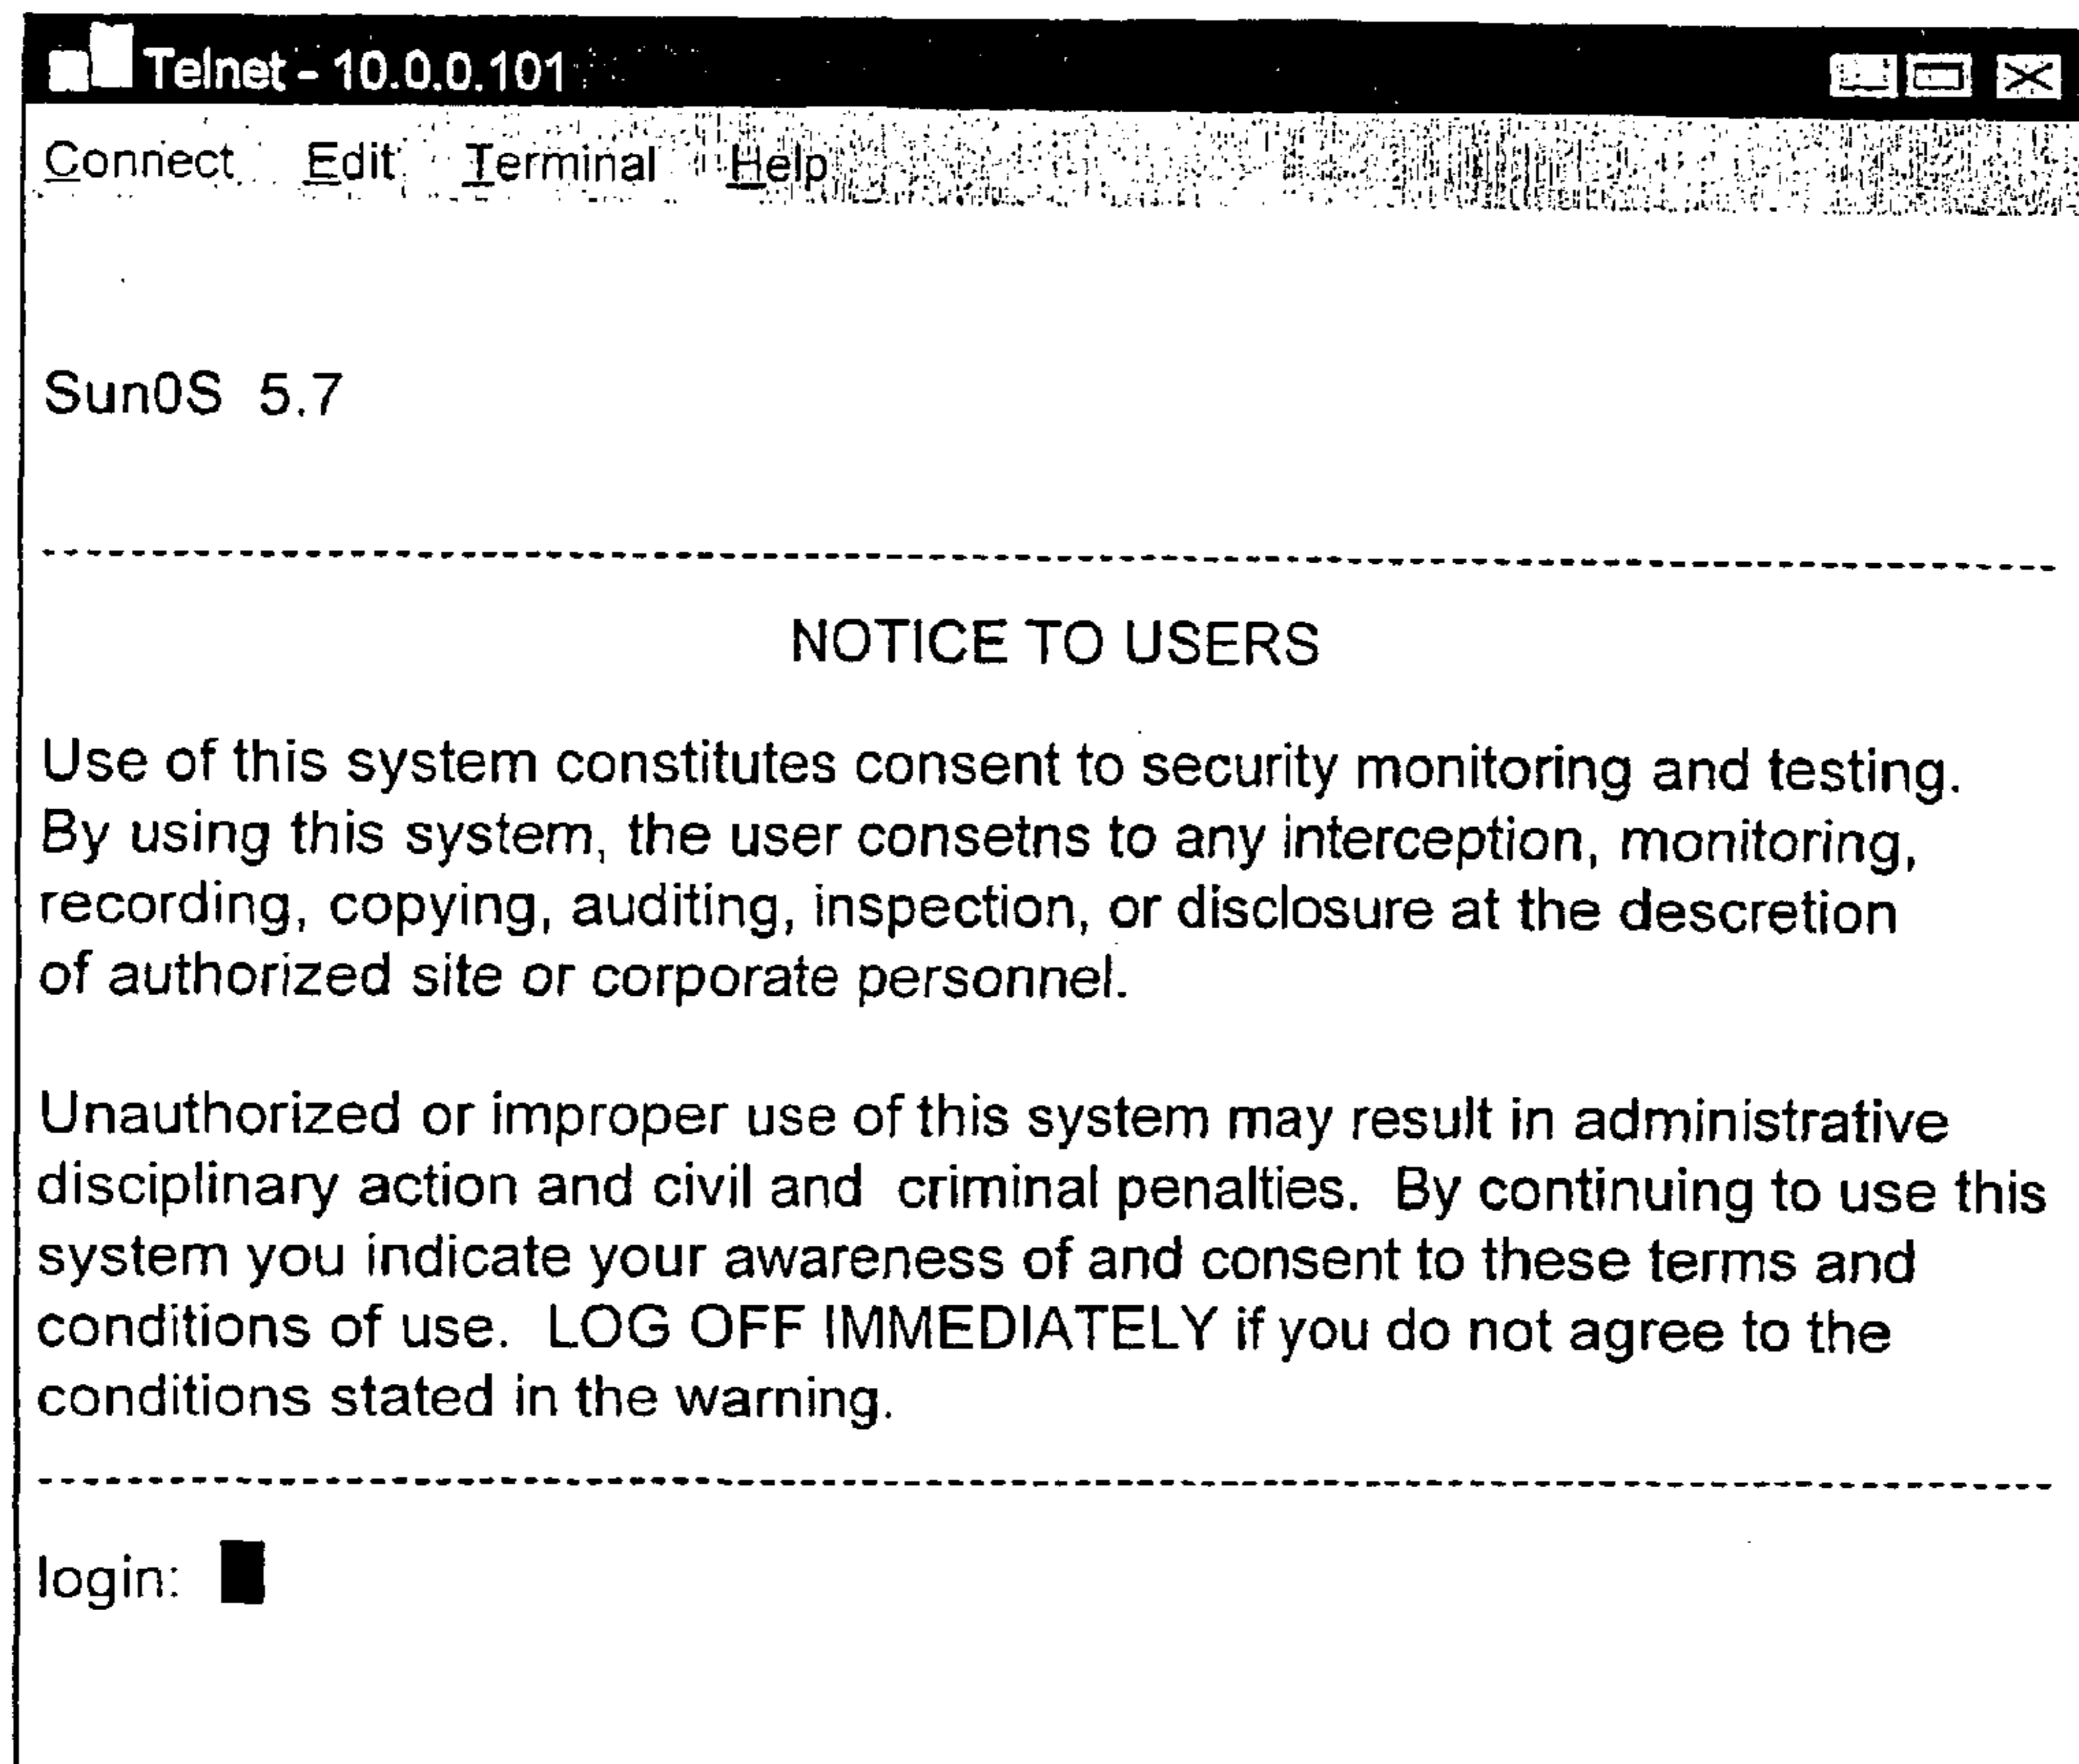 Telnet - 10.0.0.101
Connect Edit Terminal Help
Sun0S 5.7
--------------------------------------------------------------------------------
NOTICE TO USERS
Use of this system constitutes consent to security monitoring and testing.
By using this system, the user consetns to any interception, monitoring,
recording, copying, auditing, inspection, or disclosure at the descretion
of authorized site or corporate personnel.
Unauthorized or improper use of this system may result in administrative
disciplinary action and civil and  criminal penalties.  By continuing to use this
system you indicate your awareness of and consent to these terms and
conditions of use.  LOG OFF IMMEDIATELY if you do not agree to the
conditions stated in the warning.
--------------------------------------------------------------------------------
login: